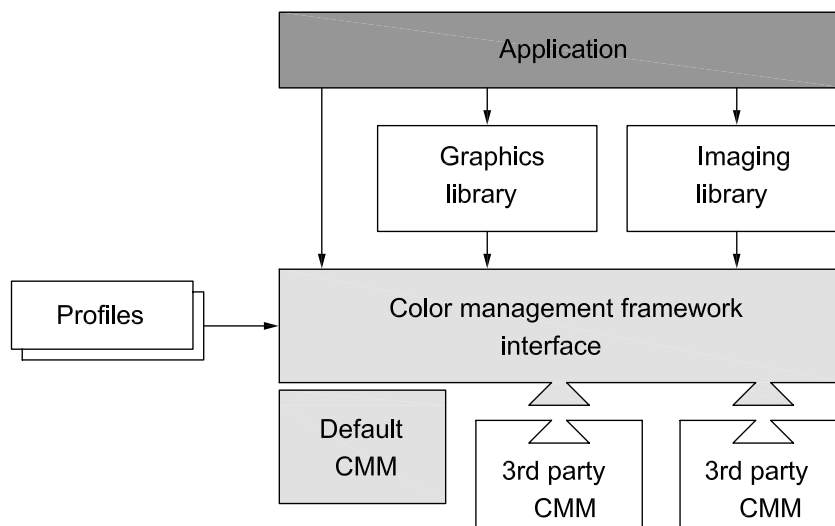 Application
Graphics
library
Imaging
library
Profiles
Color management framework
interface
Default
CMM
3rd party
CMM
3rd party
CMM